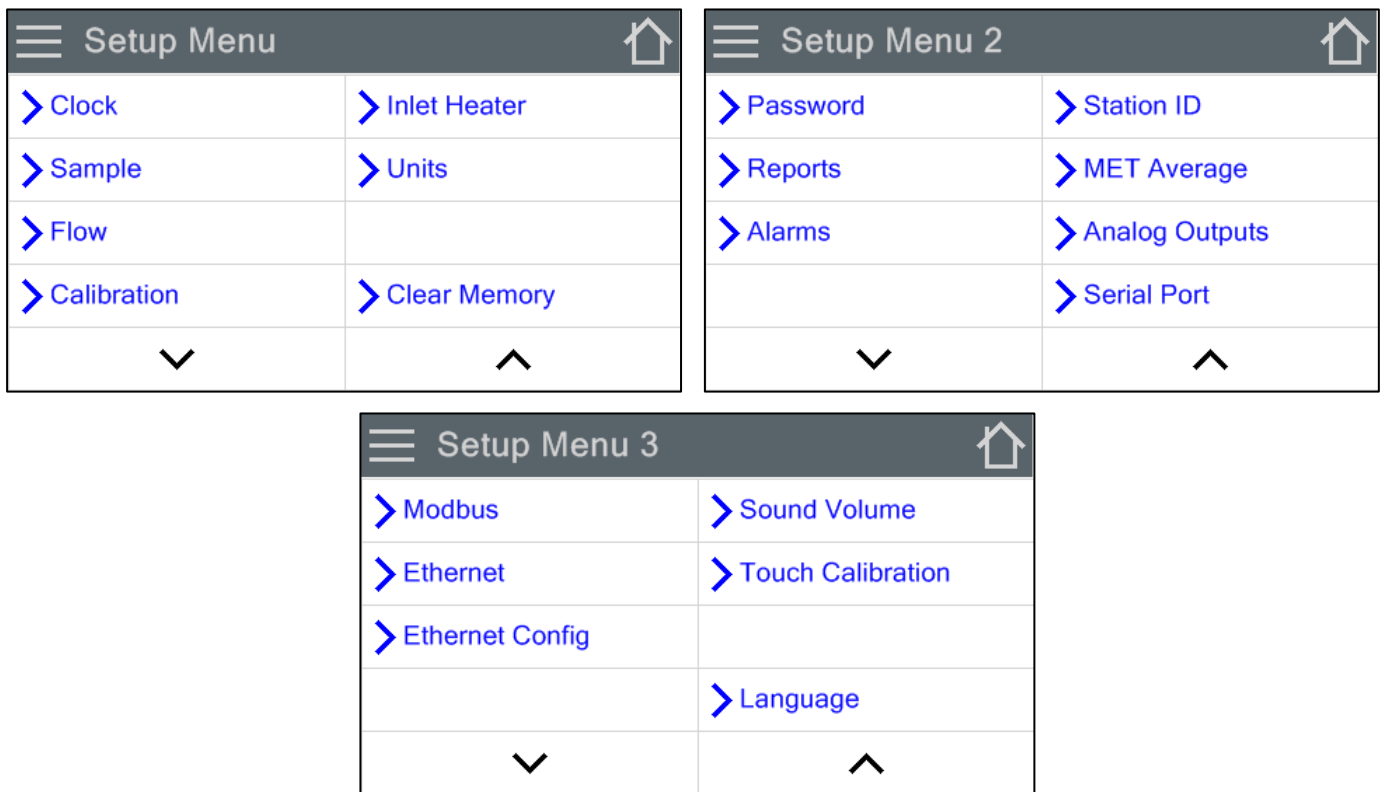 Setup Menu
Clock
Inlet Heater
Sample
Units
Flow
Calibration
Clear Memory
Setup Menu 2
Password
Station ID
Reports
MET Average
Alarms
Analog Outputs
Serial Port
Setup Menu 3
Modbus
Sound Volume
Ethernet
Touch Calibration
Ethernet Config
Language